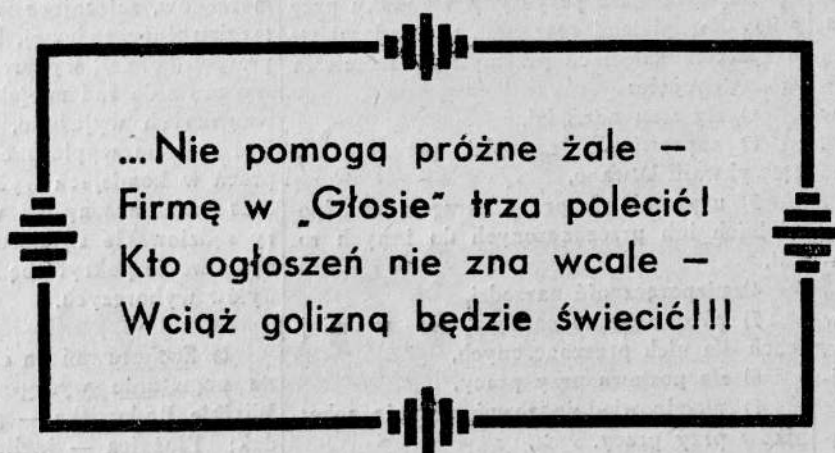 ...Nie pomogą próżne żale —
Firmę w „Głosie” trza polecić!
Kto ogłoszeń nie zna wcale —
Wciąż golizną będzie świecić!!!